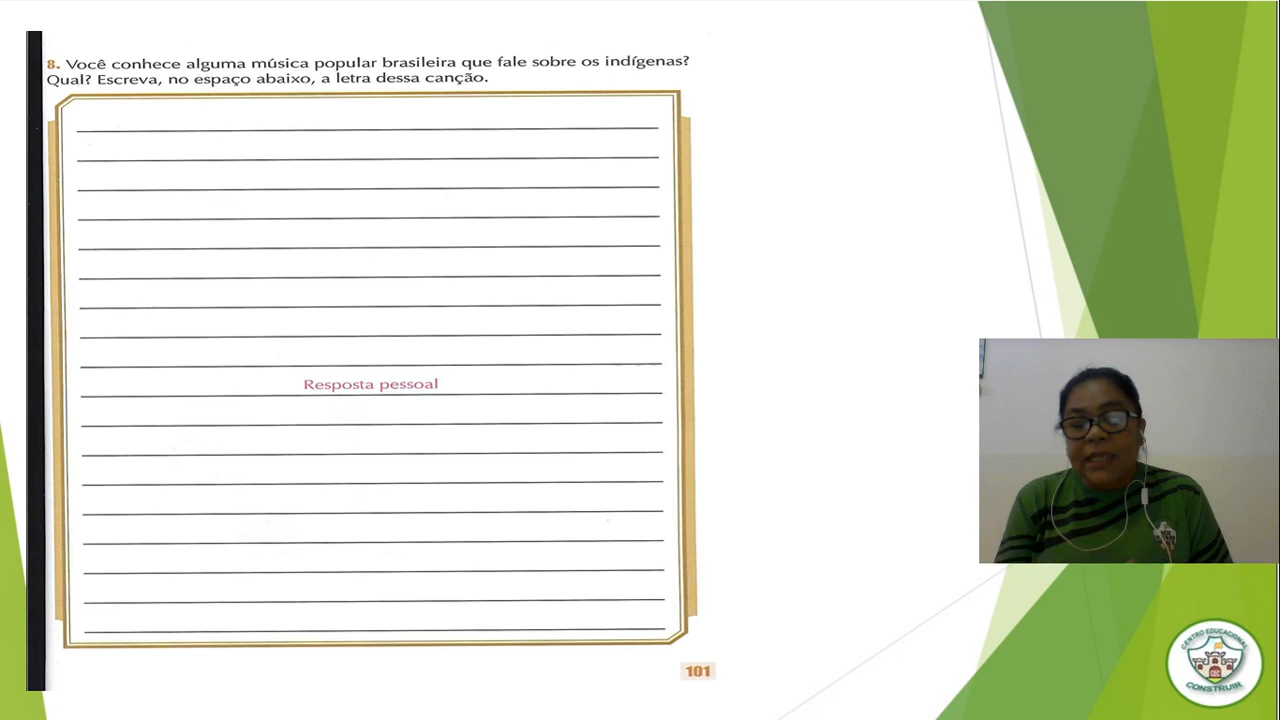 8. Você conhece alguma música popular brasileira que fale sobre os indígenas?
Qual? Escreva, no espaço abaixo, a letra dessa canção.
Resposta pessoal
101
CENTRO EDUCACIONAL
CEC
CONSTRUIR